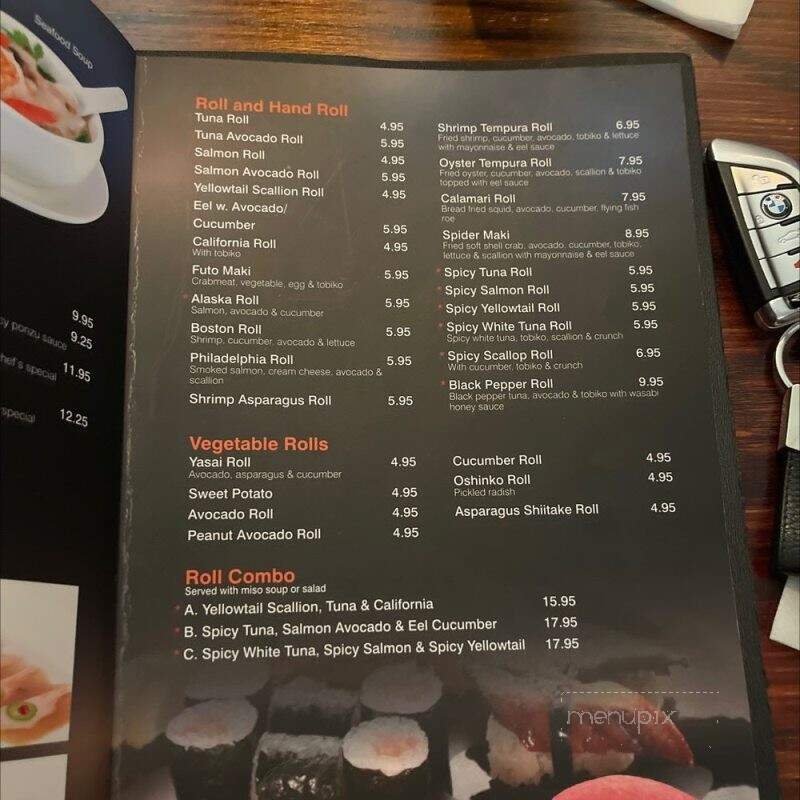 Seafood Soup
9.95
cy ponzu sauce 9.25
chef's special 11.95
special 12.25
Roll and Hand Roll
Tuna Roll 4.95
Tuna Avocado Roll 5.95
Salmon Roll 4.95
Salmon Avocado Roll 5.95
Yellowtail Scallion Roll 4.95
Eel w. Avocado/
Cucumber 5.95
California Roll 4.95
With tobiko
Futo Maki 5.95
Crabmeat, vegetable, egg & tobiko
* Alaska Roll 5.95
Salmon, avocado & cucumber
Boston Roll 5.95
Shrimp, cucumber, avocado & lettuce
Philadelphia Roll 5.95
Smoked salmon, cream cheese, avocado &
scallion
Shrimp Asparagus Roll 5.95
Shrimp Tempura Roll 6.95
Fried shrimp, cucumber, avocado, tobiko & lettuce
with mayonnaise & eel sauce
Oyster Tempura Roll 7.95
Fried oyster, cucumber, avocado, scallion & tobiko
topped with eel sauce
Calamari Roll 7.95
Bread fried squid, avocado, cucumber, flying fish
roe
Spider Maki 8.95
Fried soft shell crab, avocado, cucumber, tobiko,
lettuce & scallion with mayonnaise & eel sauce
* Spicy Tuna Roll 5.95
* Spicy Salmon Roll 5.95
* Spicy Yellowtail Roll 5.95
* Spicy White Tuna Roll 5.95
Spicy white tuna, tobiko, scallion & crunch
* Spicy Scallop Roll 6.95
With cucumber, tobiko & crunch
* Black Pepper Roll 9.95
Black pepper tuna, avocado & tobiko with wasabi
honey sauce
Vegetable Rolls
Yasai Roll 4.95
Avocado, asparagus & cucumber
Sweet Potato 4.95
Avocado Roll 4.95
Peanut Avocado Roll 4.95
Cucumber Roll 4.95
Oshinko Roll 4.95
Pickled radish
Asparagus Shiitake Roll 4.95
Roll Combo
Served with miso soup or salad
* A. Yellowtail Scallion, Tuna & California 15.95
* B. Spicy Tuna, Salmon Avocado & Eel Cucumber 17.95
* C. Spicy White Tuna, Spicy Salmon & Spicy Yellowtail 17.95
BMW
menupix